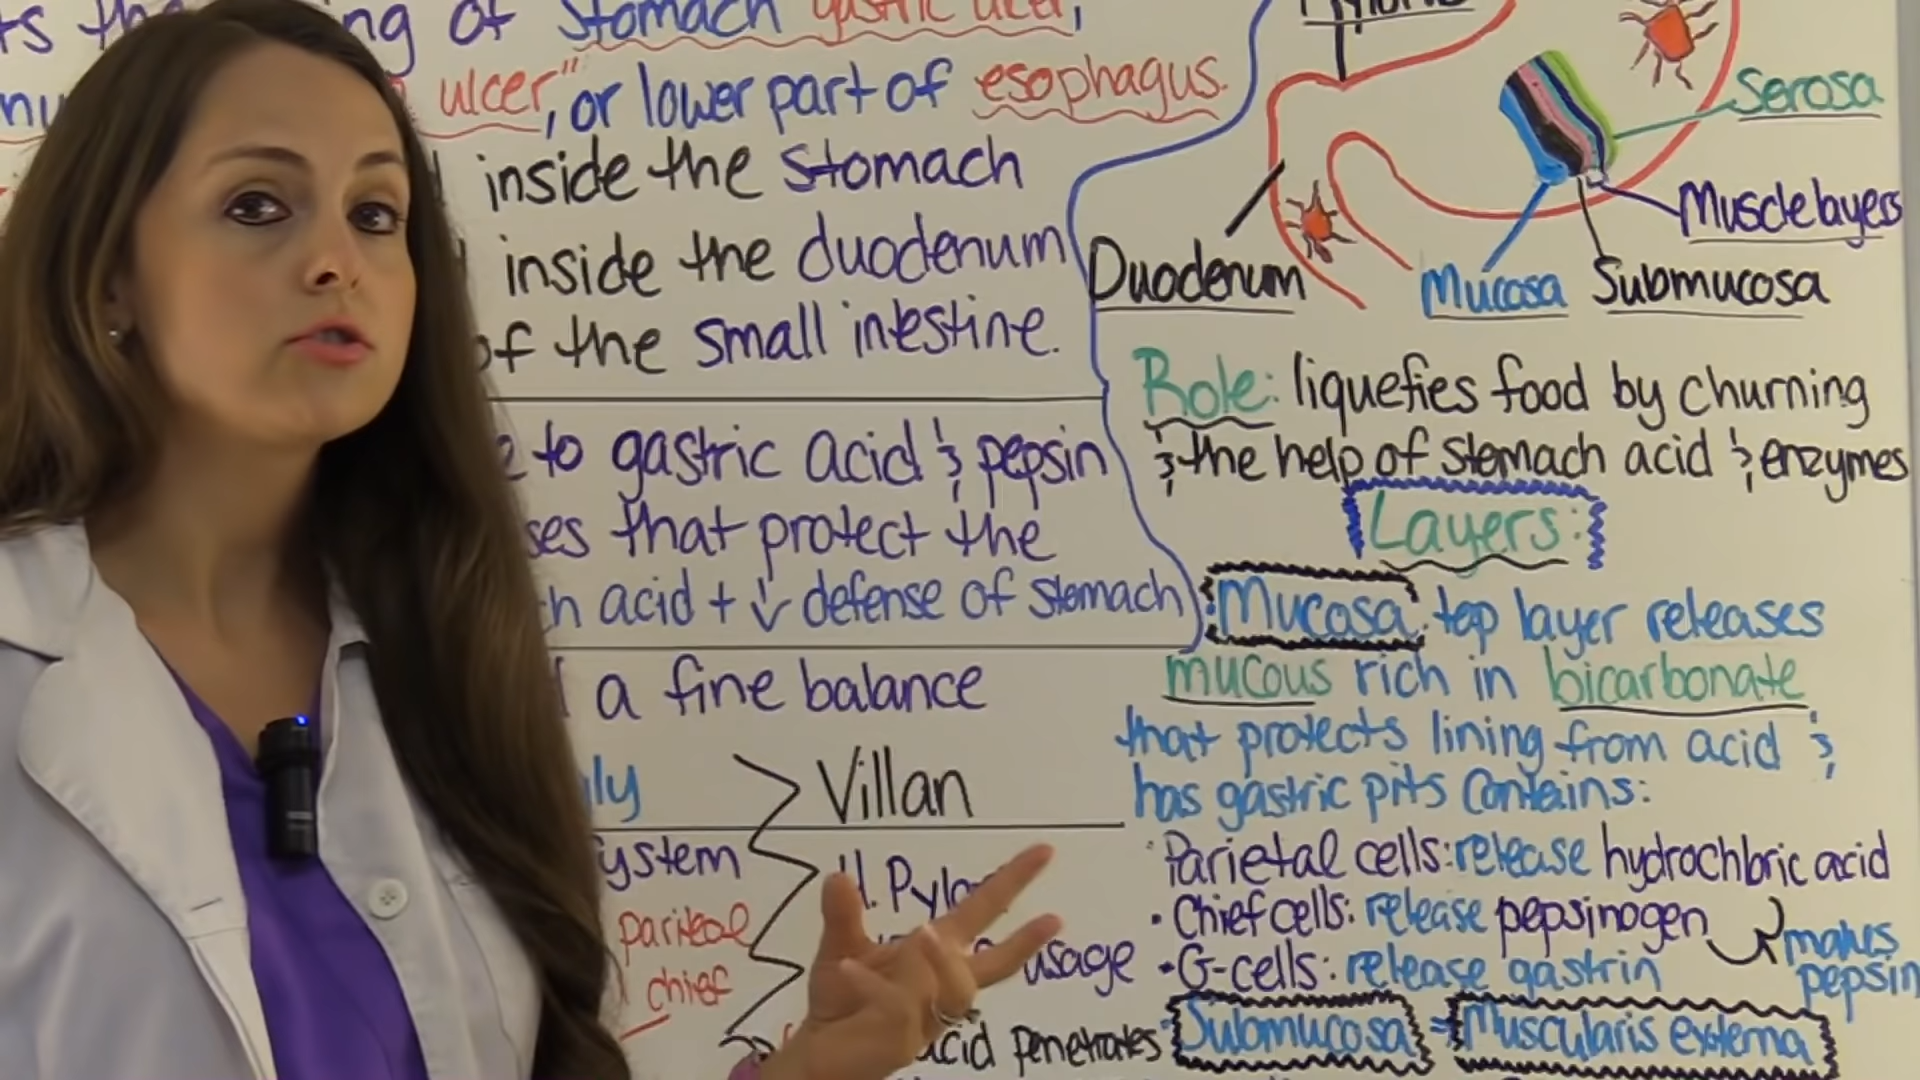 of stomach gastric ulcer,
ulcer", or lower part of esophagus.
inside the stomach
inside the duodenum
of the small intestine.
to gastric acid & pepsin
that protect the
acid + ↓ defense of stomach
a fine balance
Villan
H. Pylo
usage
parieteal
chief
acid penetrates
Serosa
Muscle layers
Duodenum
Mucosa
Submucosa
Role: liquefies food by churning
& the help of stomach acid & enzymes
Layers:
Mucosa: top layer releases
mucous rich in bicarbonate
that protects lining from acid &
has gastric pits contains:
• Parietal cells: release hydrochloric acid
• Chief cells: release pepsinogen
makes
pepsin
• G-cells: release gastrin
Submucosa → Muscularis externa